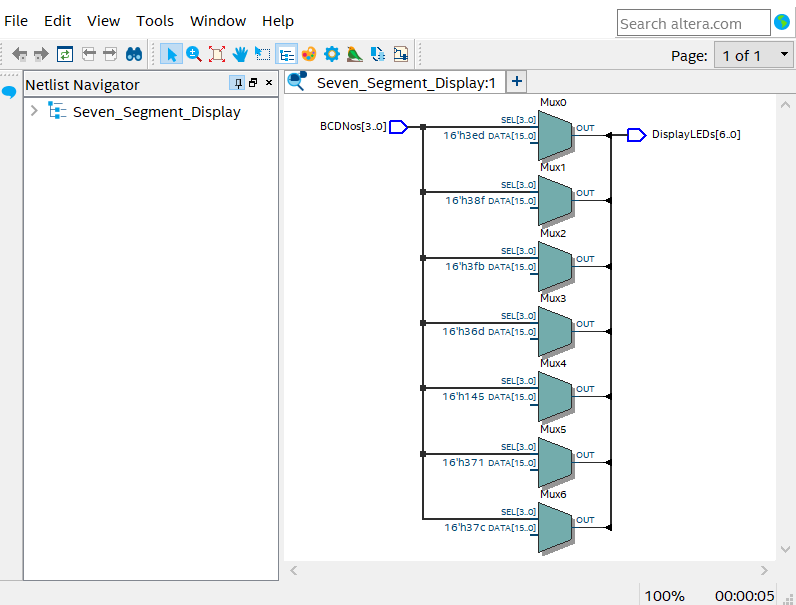 File Edit View Tools Window Help
Search altera.com
Page: 1 of 1
Netlist Navigator
Seven_Segment_Display:1
Seven_Segment_Display
Mux0
BCDNos[3..0]
SEL[3..0]
OUT
16'h3ed DATA[15..0]
DisplayLEDs[6..0]
Mux1
SEL[3..0]
OUT
16'h38f DATA[15..0]
Mux2
SEL[3..0]
OUT
16'h3fb DATA[15..0]
Mux3
SEL[3..0]
OUT
16'h36d DATA[15..0]
Mux4
SEL[3..0]
OUT
16'h145 DATA[15..0]
Mux5
SEL[3..0]
OUT
16'h371 DATA[15..0]
Mux6
SEL[3..0]
OUT
16'h37c DATA[15..0]
100% 00:00:05